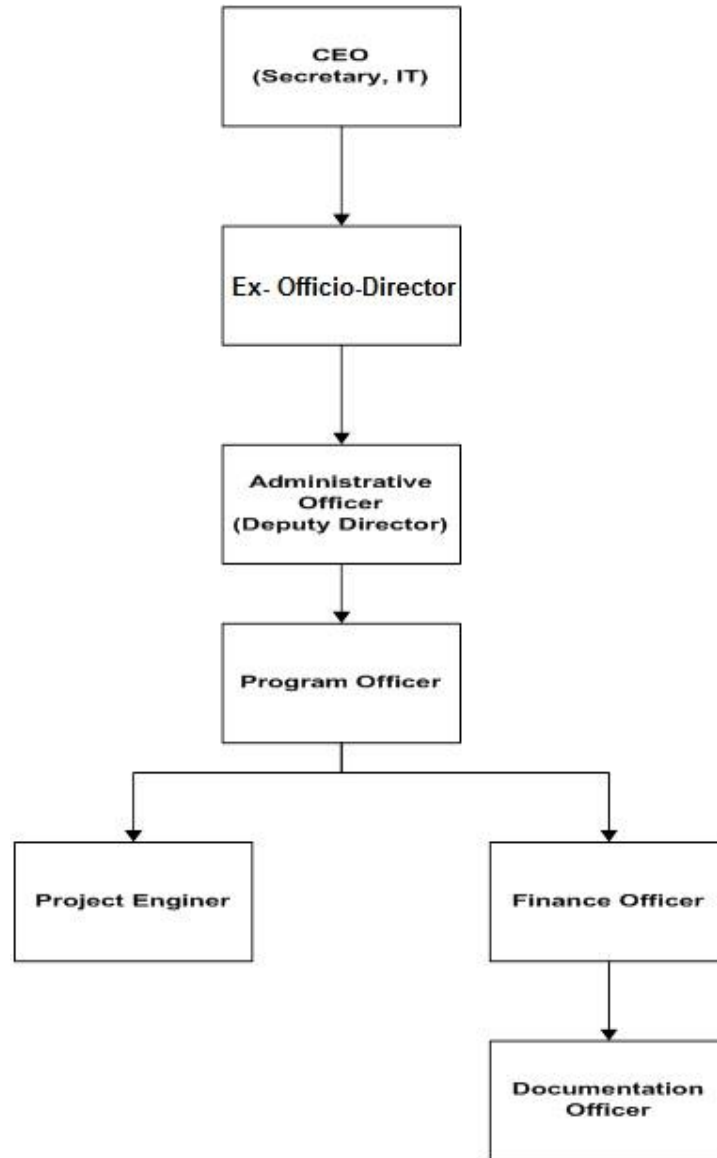 CEO
(Secretary, IT)
Ex- Officio-Director
Administrative
Officer
(Deputy Director)
Program Officer
Project Enginer
Finance Officer
Documentation
Officer